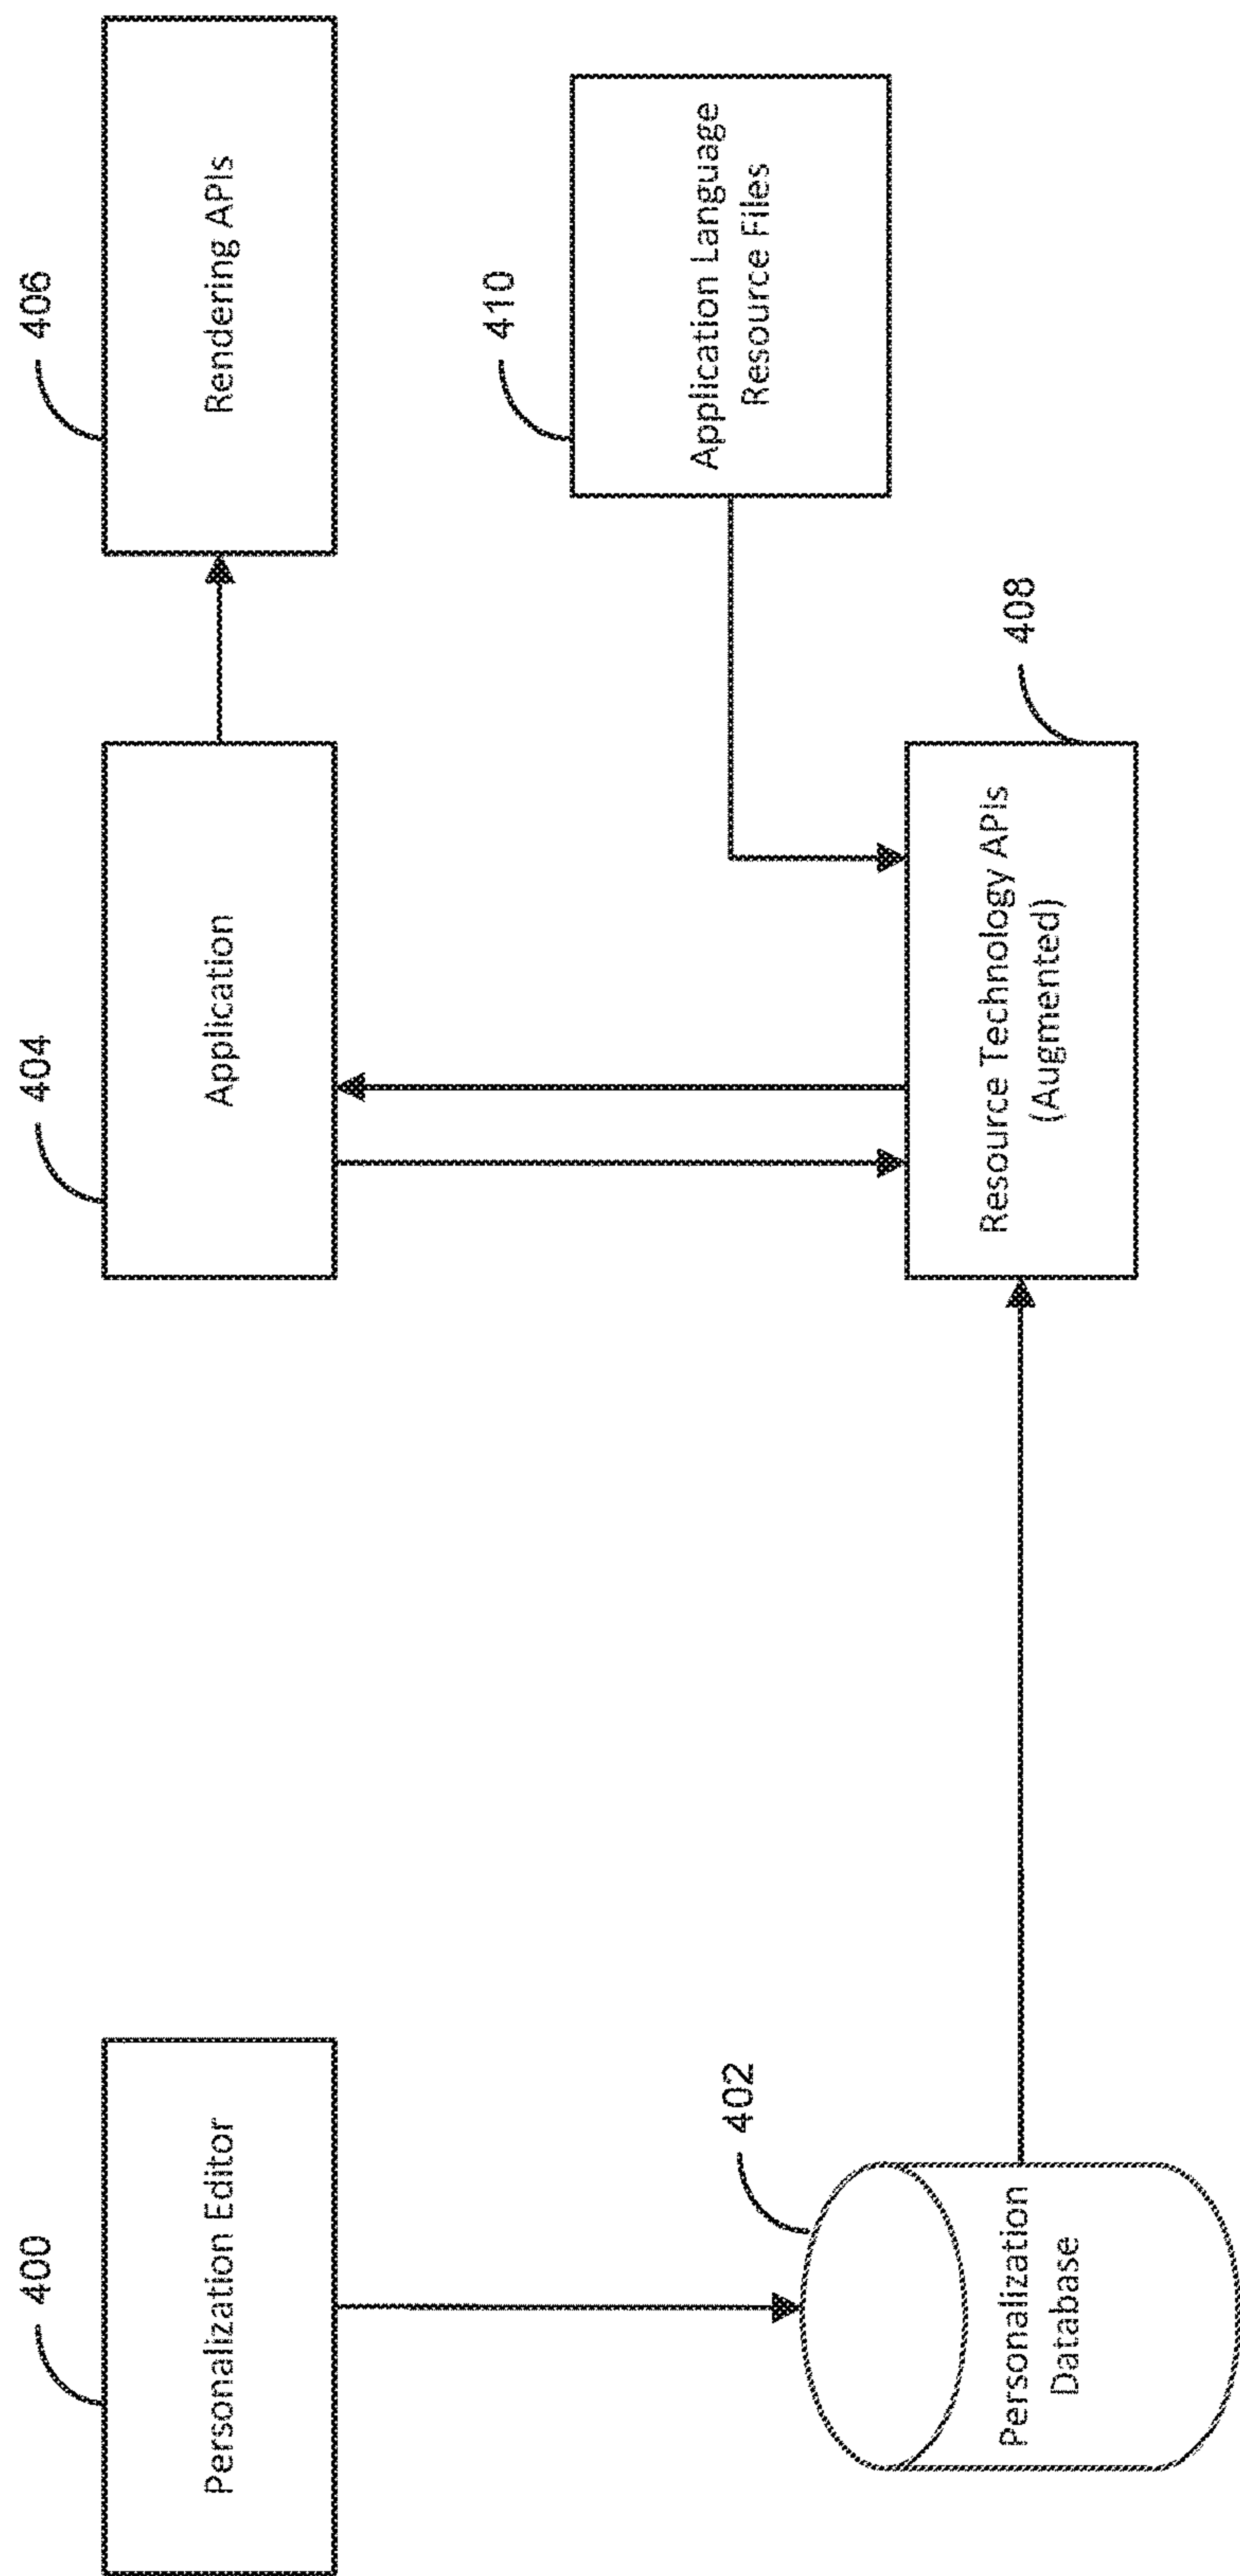 400
Personalization Editor
402
Personalization
Database
404
Application
406
Rendering APIs
408
Resource Technology APIs
(Augmented)
410
Application Language
Resource Files